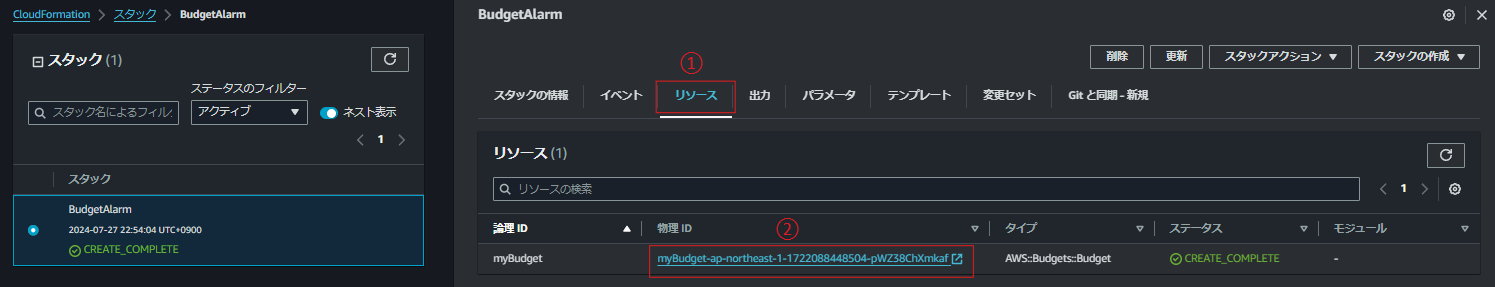 CloudFormation > スタック > BudgetAlarm
スタック (1)
ステータスのフィルター
スタック名によるフィル
アクティブ
ネスト表示
1
スタック
BudgetAlarm
2024-07-27 22:54:04 UTC+0900
CREATE_COMPLETE
BudgetAlarm
削除
更新
スタックアクション
スタックの作成
①
スタックの情報
イベント
リソース
出力
パラメータ
テンプレート
変更セット
Git と同期 - 新規
リソース (1)
リソースの検索
1
②
論理 ID
物理 ID
タイプ
ステータス
モジュール
myBudget
myBudget-ap-northeast-1-1722088448504-pWZ38ChXmkaf
AWS::Budgets::Budget
CREATE_COMPLETE
-